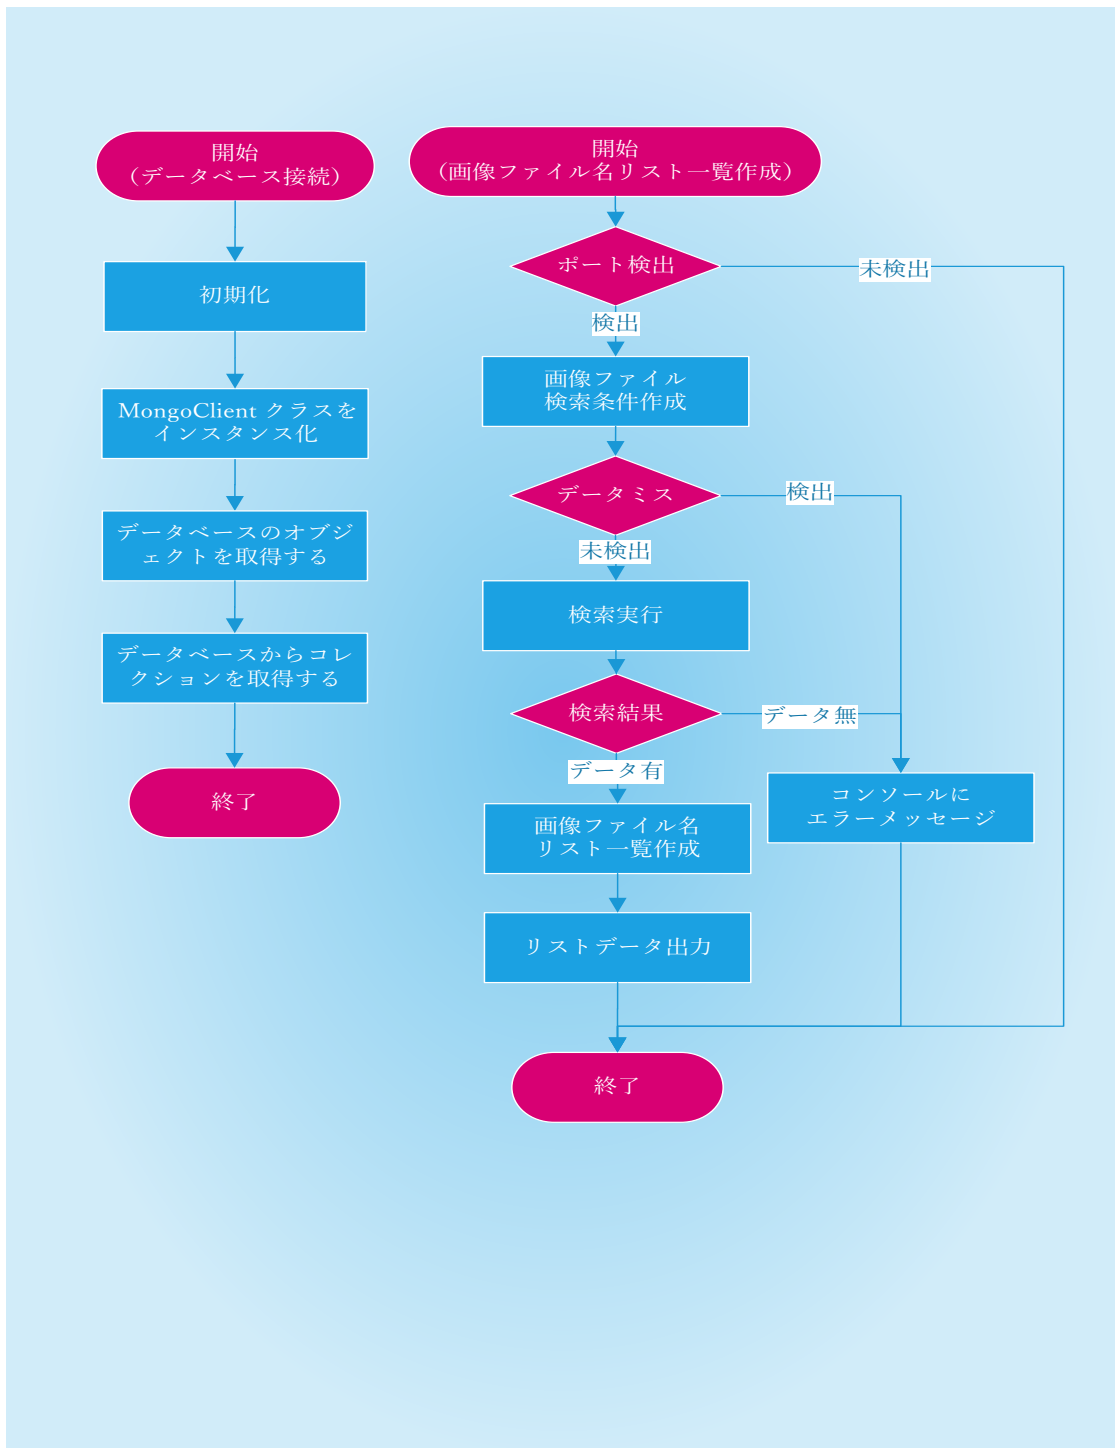 開始
（データベース接続）
初期化
MongoClient クラスを
インスタンス化
データベースのオブジ
ェクトを取得する
データベースからコレ
クションを取得する
終了
開始
（画像ファイル名リスト一覧作成）
ポート検出
未検出
検出
画像ファイル
検索条件作成
データミス
検出
未検出
検索実行
検索結果
データ無
データ有
コンソールに
エラーメッセージ
画像ファイル名
リスト一覧作成
リストデータ出力
終了